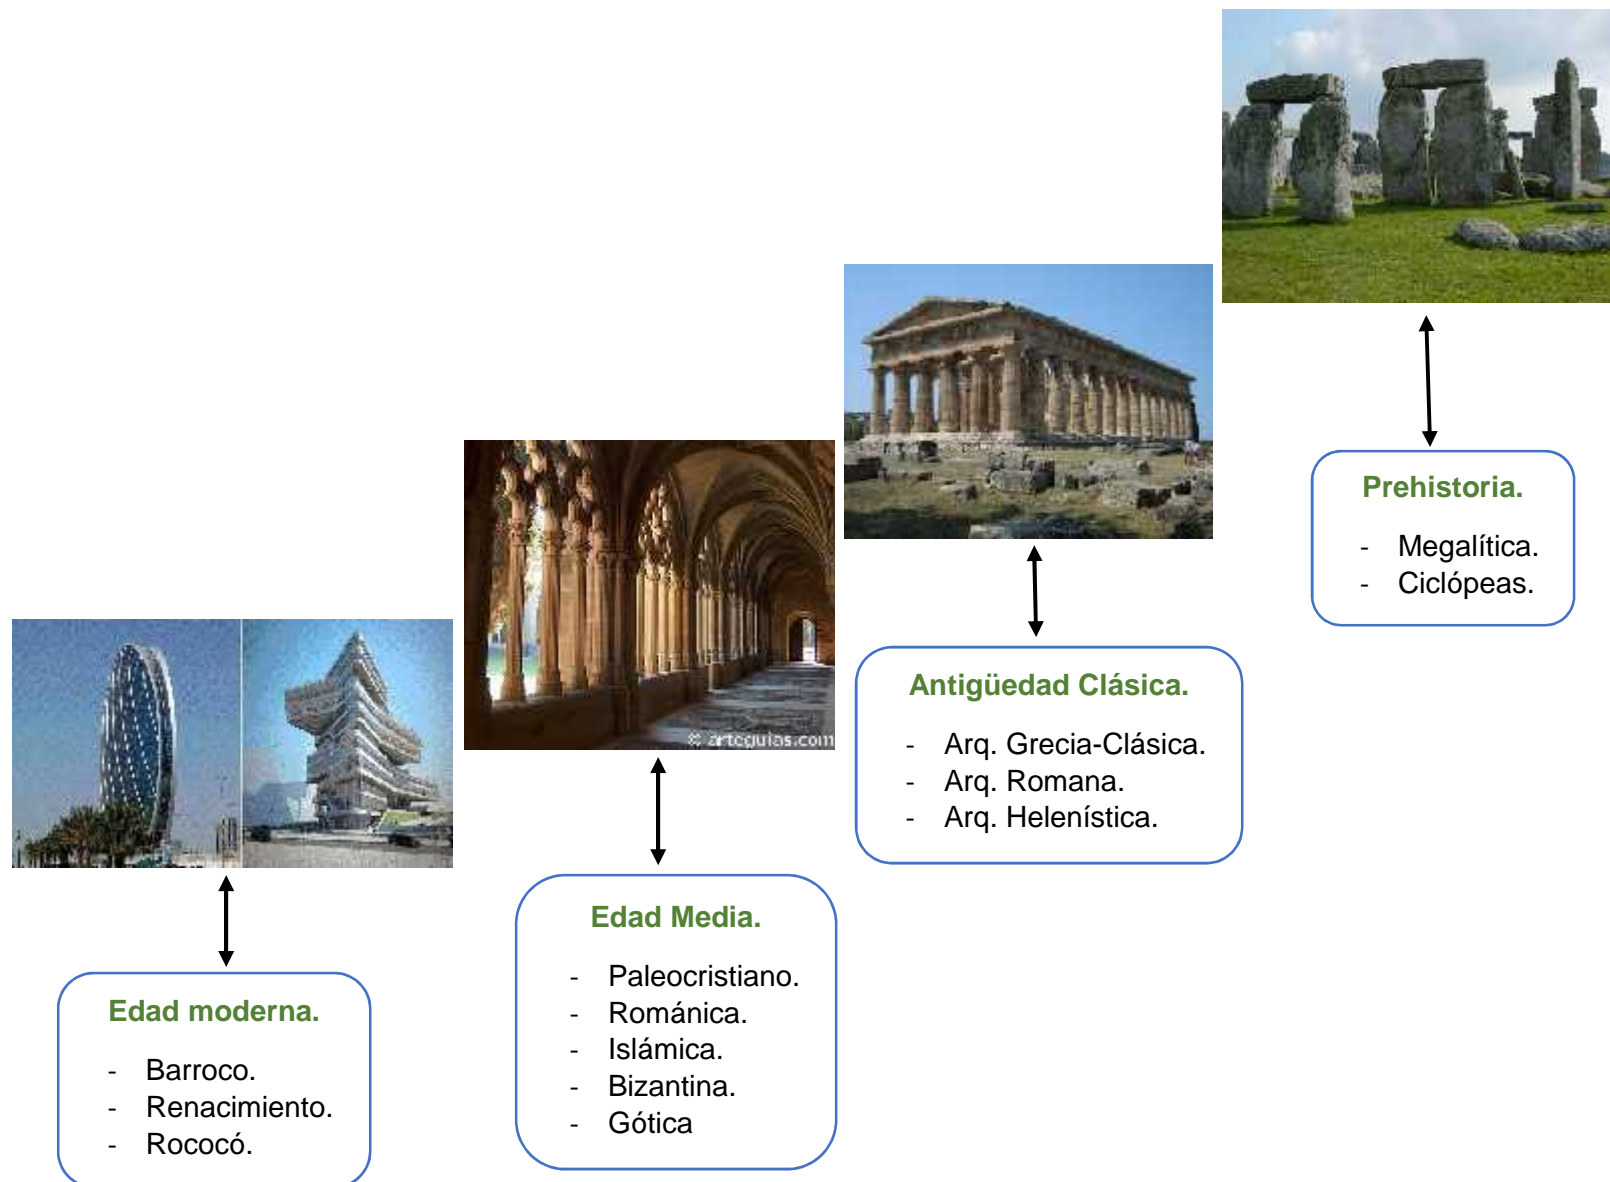 Prehistoria.
- Megalítica.
- Ciclópeas.
Antigüedad Clásica.
- Arq. Grecia-Clásica.
- Arq. Romana.
- Arq. Helenística.
© arteguias.com
Edad Media.
- Paleocristiano.
- Románica.
- Islámica.
- Bizantina.
- Gótica
Edad moderna.
- Barroco.
- Renacimiento.
- Rococó.